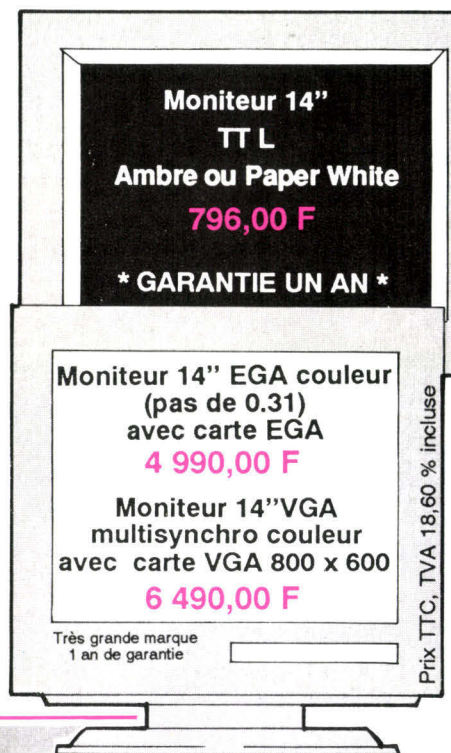 Moniteur 14"
TT L
Ambre ou Paper White
796,00 F
* GARANTIE UN AN *
Moniteur 14" EGA couleur
(pas de 0.31)
avec carte EGA
4 990,00 F
Moniteur 14"VGA
multisynchro couleur
avec carte VGA 800 x 600
6 490,00 F
Très grande marque
1 an de garantie
Prix TTC, TVA 18,60 % incluse